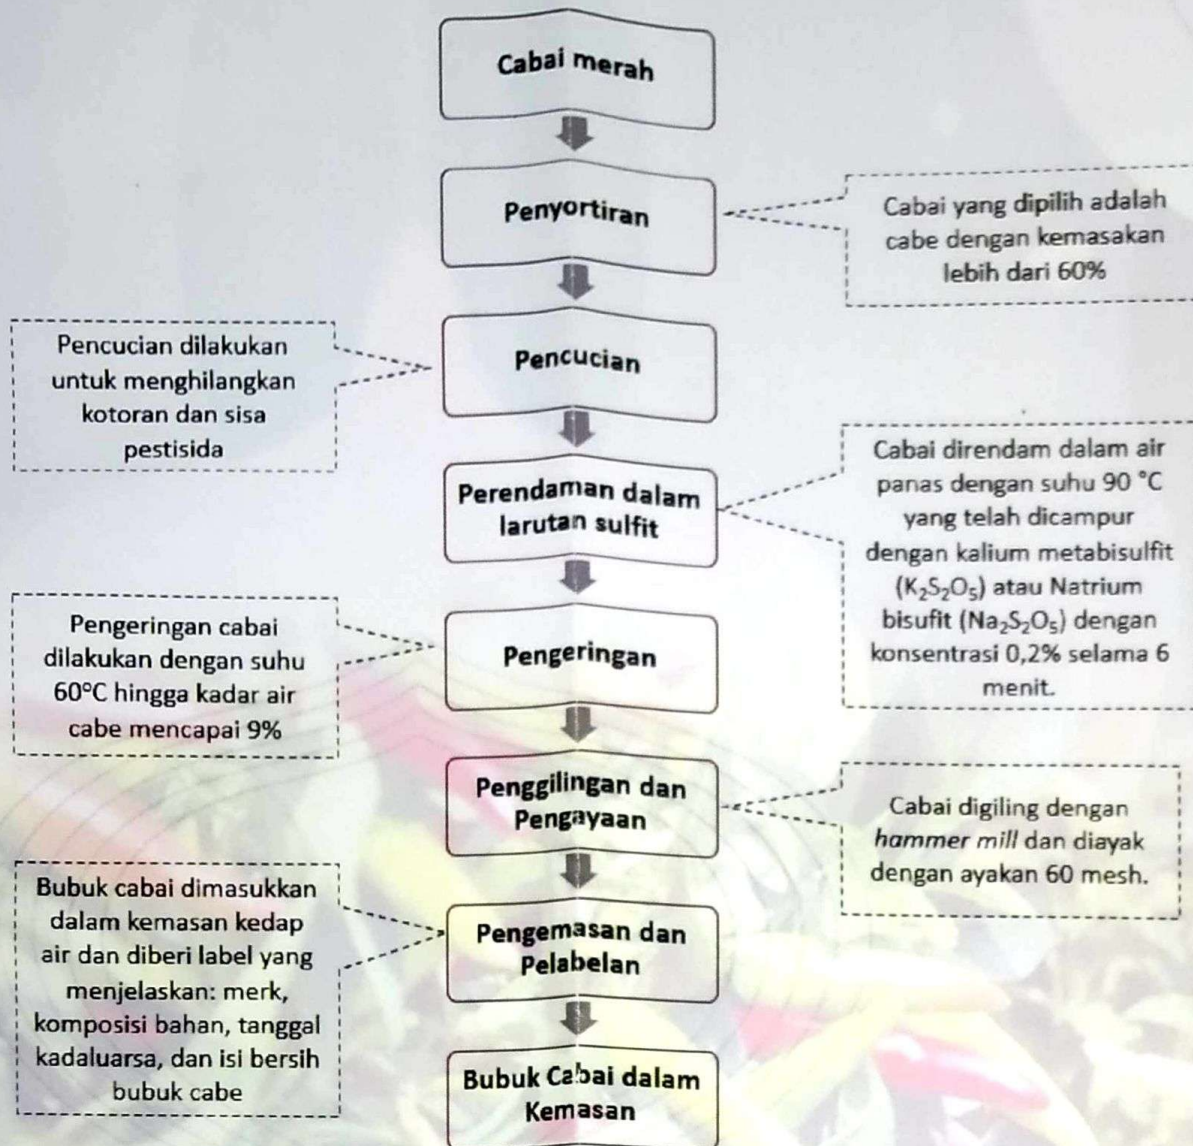 Cabai merah
Penyortiran
Cabai yang dipilih adalah
cabe dengan kemasakan
lebih dari 60%
Pencucian
Pencucian dilakukan
untuk menghilangkan
kotoran dan sisa
pestisida
Perendaman dalam
larutan sulfit
Cabai direndam dalam air
panas dengan suhu 90 °C
yang telah dicampur
dengan kalium metabisulfit
(K₂S₂O₅) atau Natrium
bisufit (Na₂S₂O₅) dengan
konsentrasi 0,2% selama 6
menit.
Pengeringan
Pengeringan cabai
dilakukan dengan suhu
60°C hingga kadar air
cabe mencapai 9%
Penggilingan dan
Pengayaan
Cabai digiling dengan
hammer mill dan diayak
dengan ayakan 60 mesh.
Pengemasan dan
Pelabelan
Bubuk cabai dimasukkan
dalam kemasan kedap
air dan diberi label yang
menjelaskan: merk,
komposisi bahan, tanggal
kadaluarsa, dan isi bersih
bubuk cabe
Bubuk Cabai dalam
Kemasan